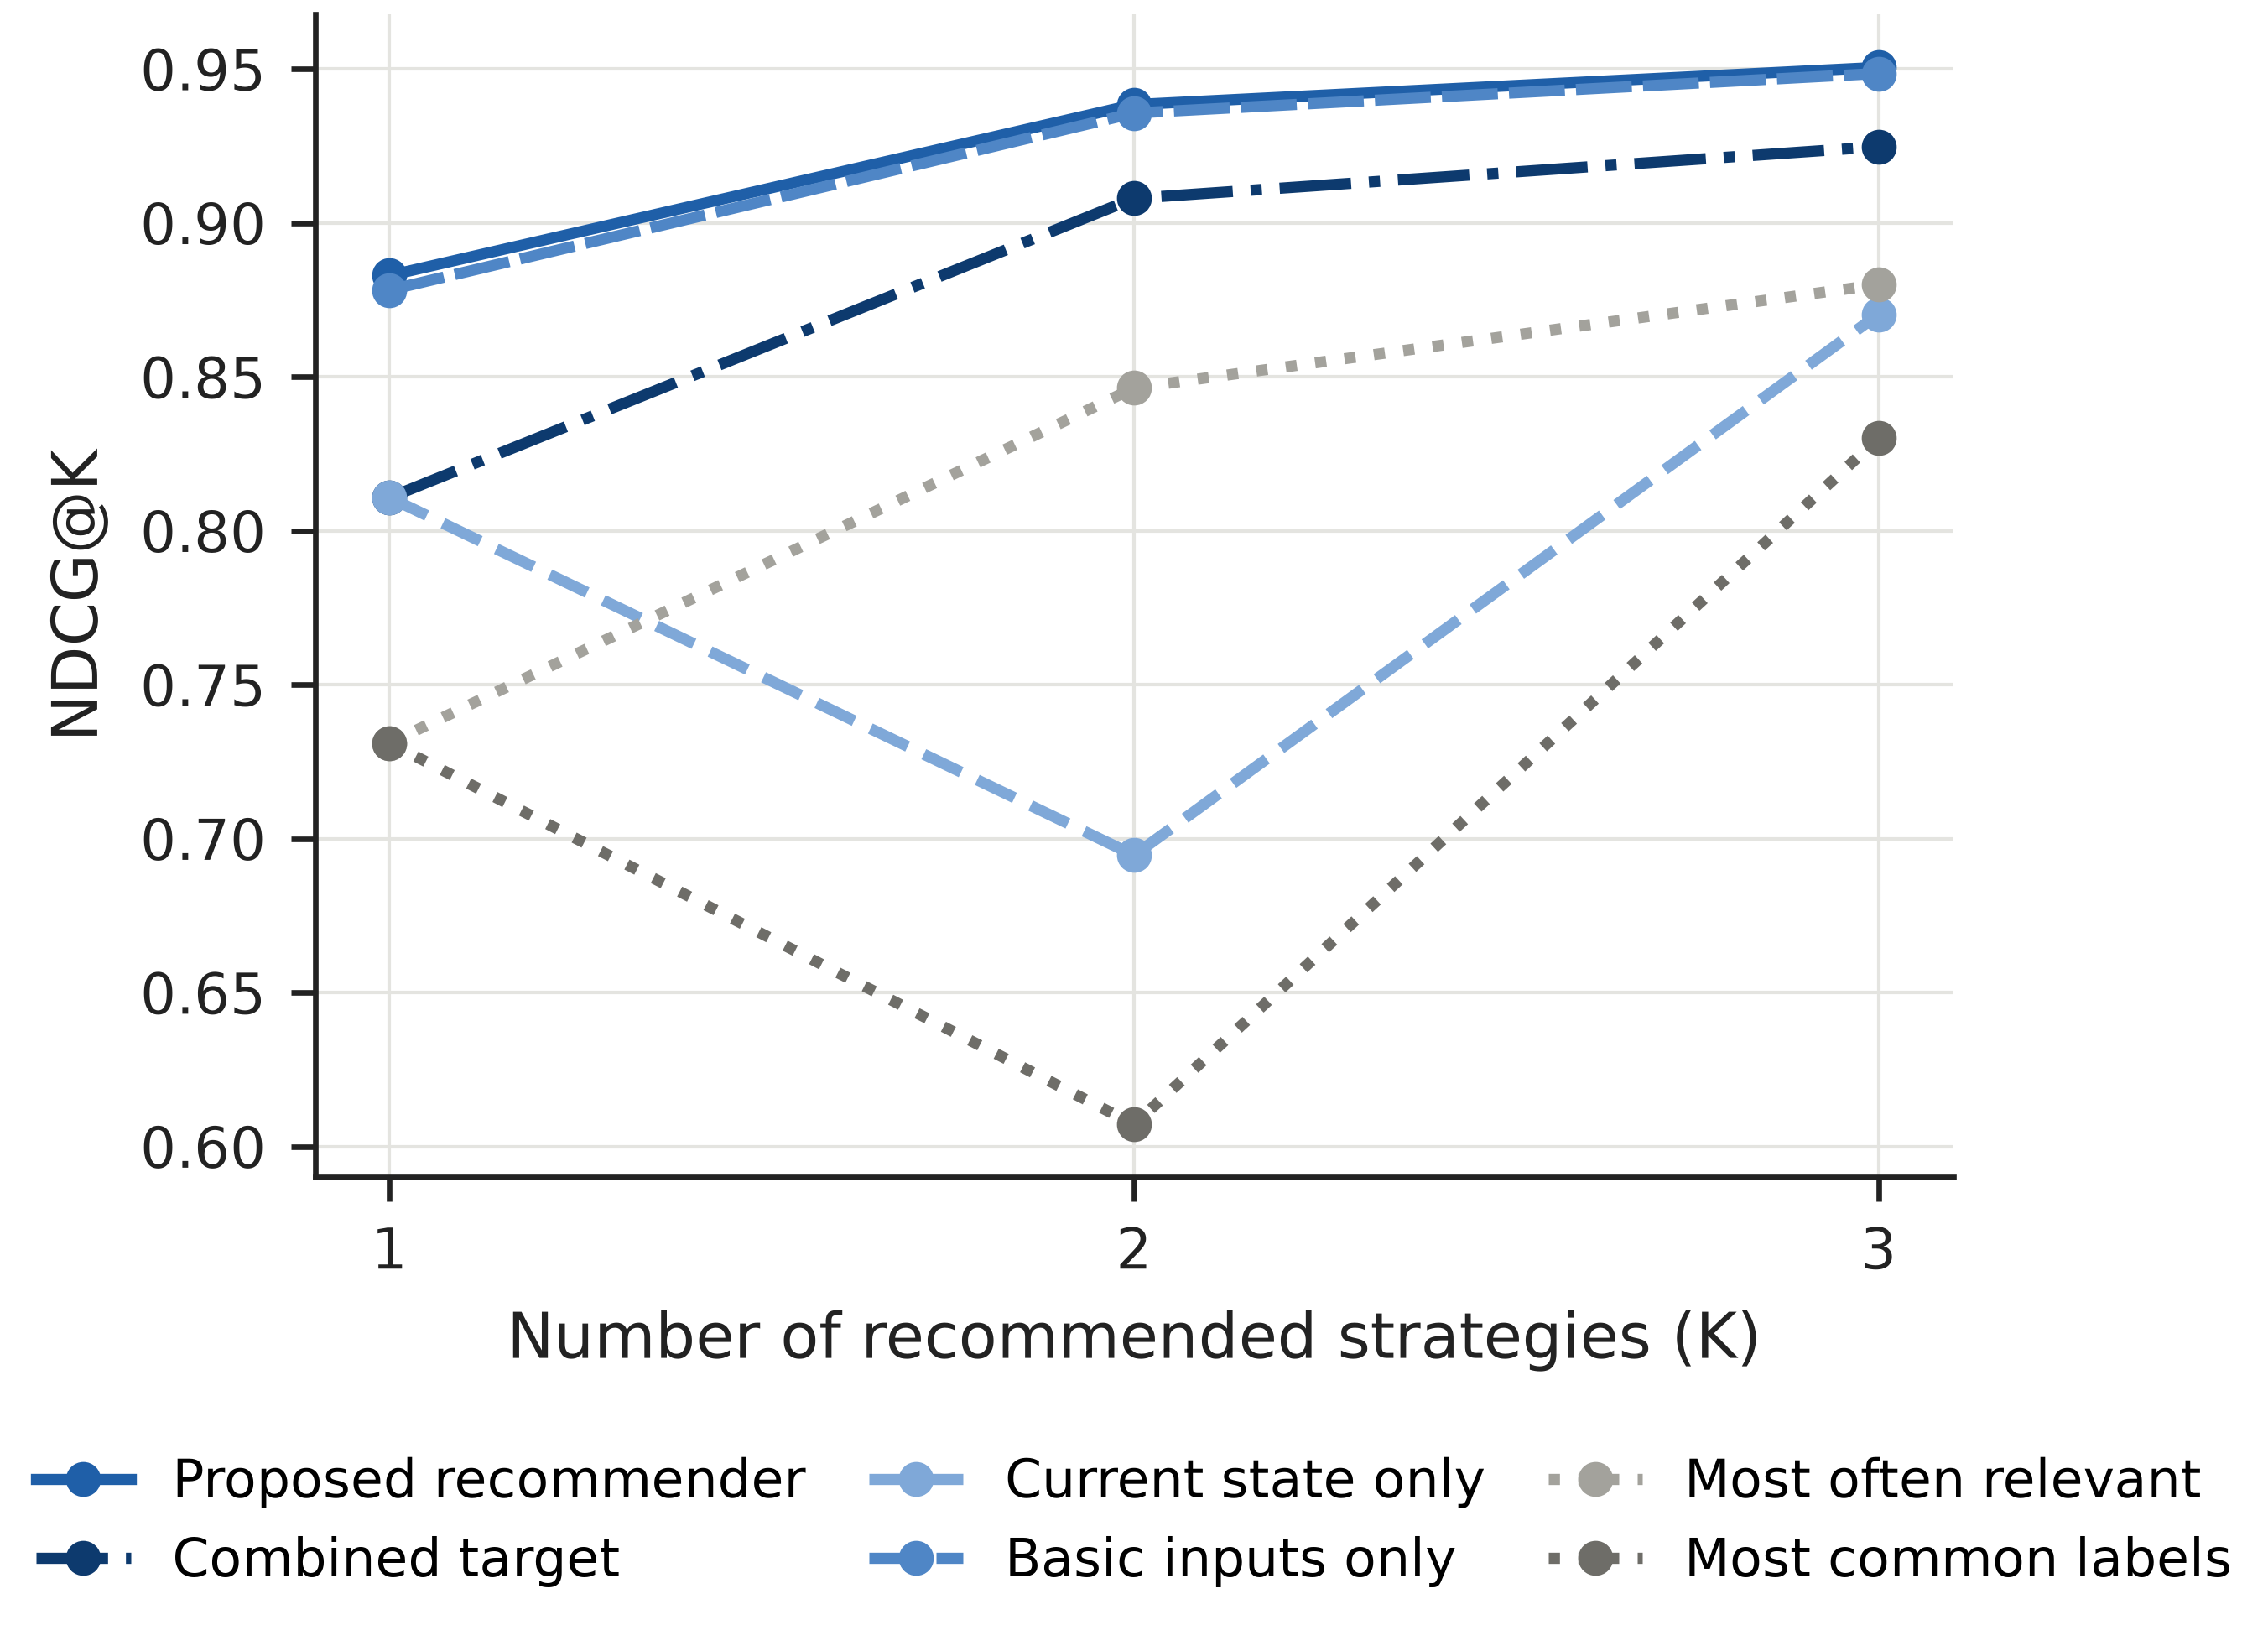 0.95
0.90
0.85
0.80
0.75
0.70
0.65
0.60
NDCG@K
1 2 3
Number of recommended strategies (K)
Proposed recommender Current state only Most often relevant
Combined target Basic inputs only Most common labels